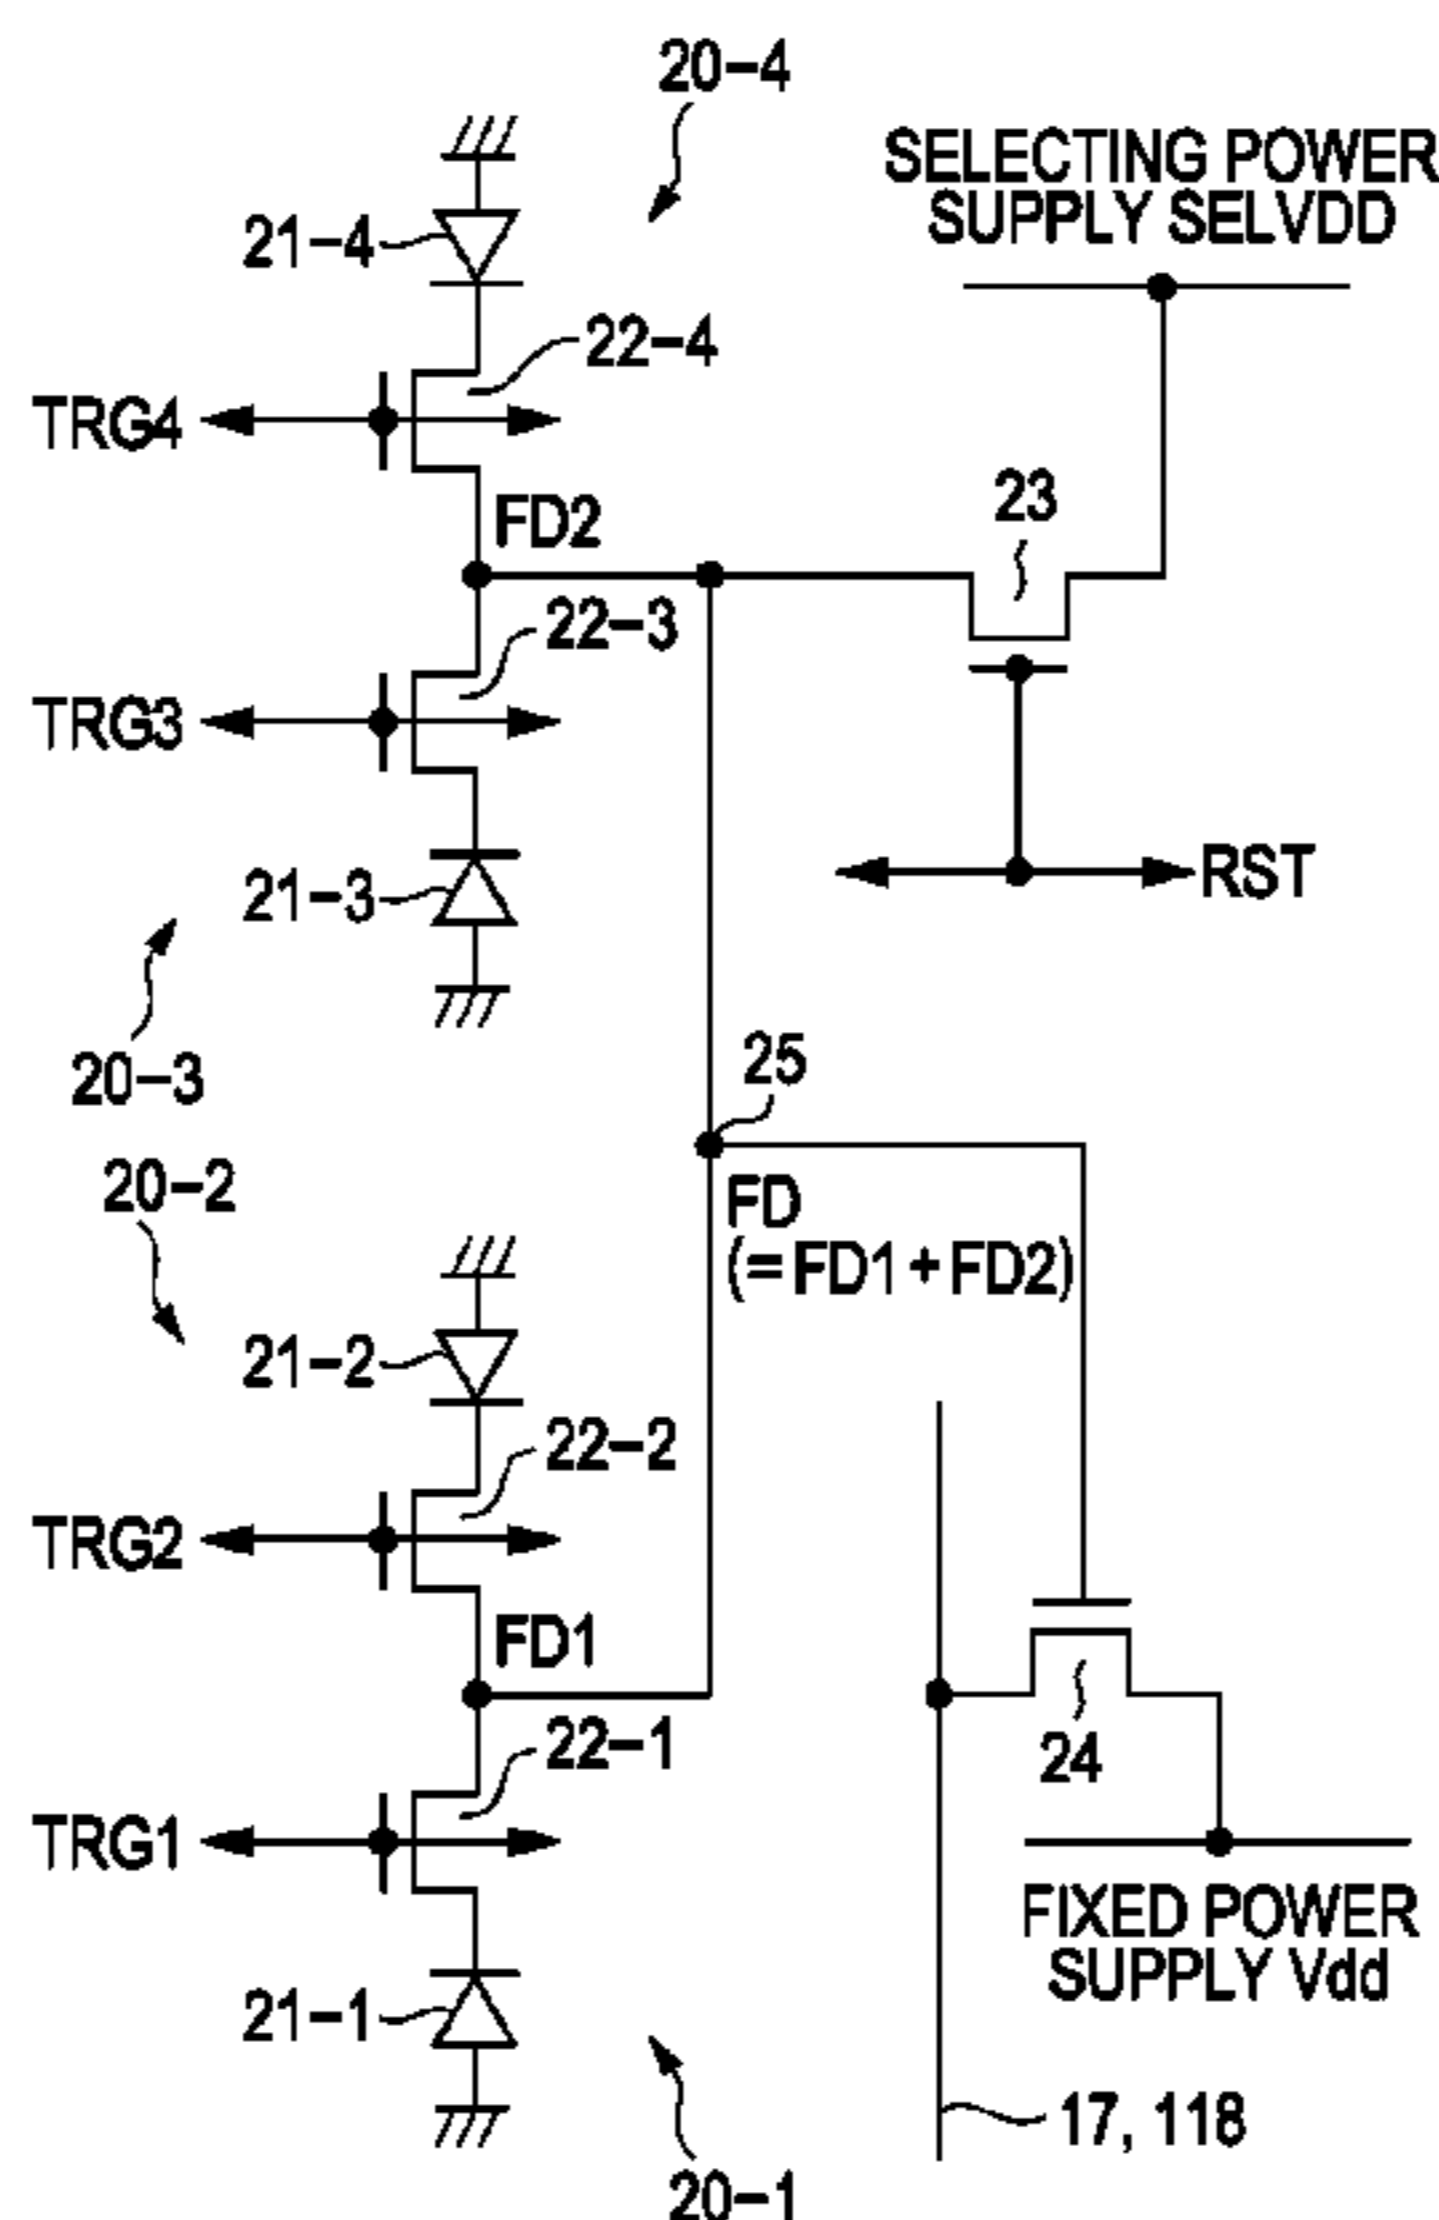 20-4
SELECTING POWER
SUPPLY SELVDD
21-4
22-4
TRG4
23
FD2
22-3
TRG3
21-3
RST
20-3
25
20-2
FD
(=FD1+FD2)
21-2
22-2
TRG2
FD1
22-1
24
TRG1
FIXED POWER
SUPPLY Vdd
21-1
17, 118
20-1